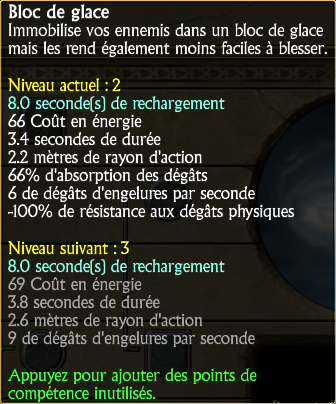 Bloc de glace
Immobilise vos ennemis dans un bloc de glace
mais les rend également moins faciles à blesser.
Niveau actuel : 2
8.0 seconde(s) de rechargement
66 Coût en énergie
3.4 secondes de durée
2.2 mètres de rayon d'action
66% d'absorption des dégâts
6 de dégâts d'engelures par seconde
-100% de résistance aux dégâts physiques
Niveau suivant : 3
8.0 seconde(s) de rechargement
69 Coût en énergie
3.8 secondes de durée
2.6 mètres de rayon d'action
9 de dégâts d'engelures par seconde
Appuyez pour ajouter des points de
compétence inutilisés.